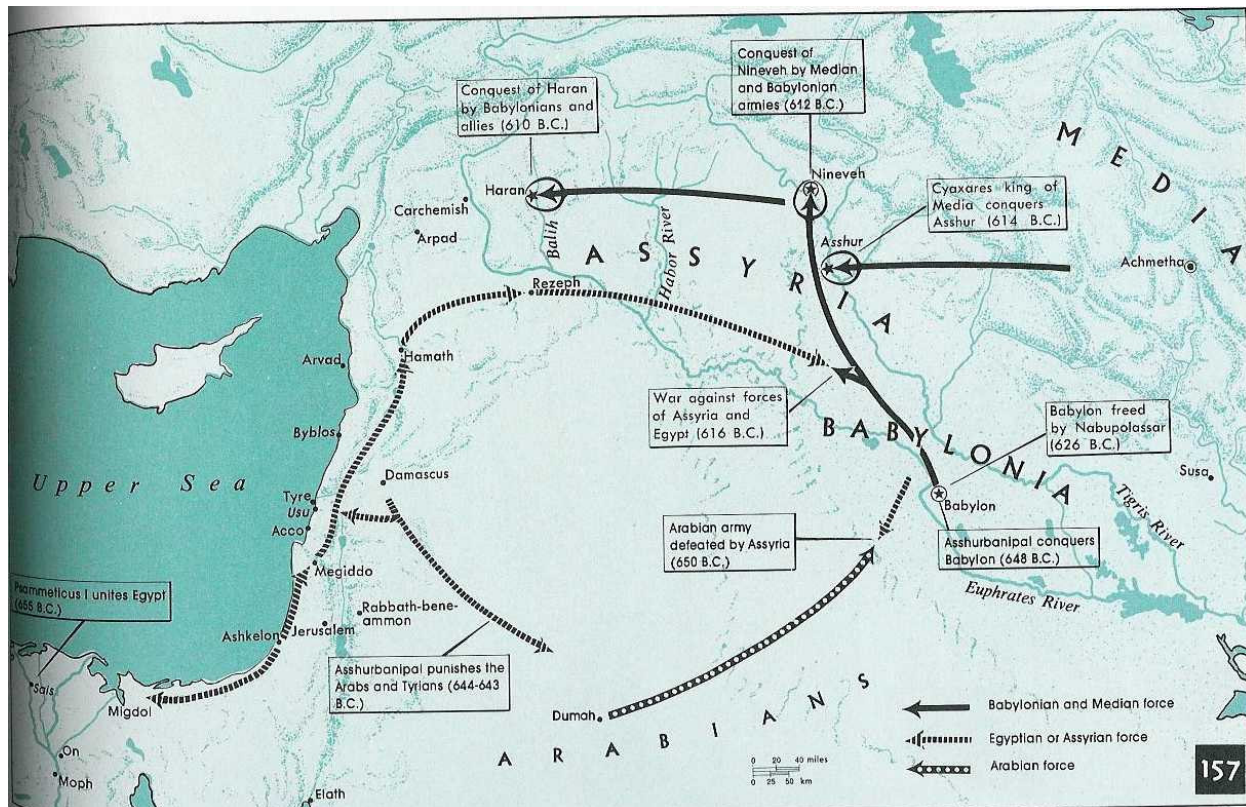 Conquest of
Nineveh by Median
and Babylonian
armies (612 B.C.)
Conquest of Haran
by Babylonians and
allies (610 B.C.)
MEDIA
Nineveh
Haran
Cyaxares king of
Media conquers
Asshur (614 B.C.)
Carchemish
Arpad
Balih
Habor River
Asshur
ASSYRIA
Achmetha
Rezeph
Hamath
Arvad
War against forces
of Assyria and
Egypt (616 B.C.)
BABYLONIA
Babylon freed
by Nabupolassar
(626 B.C.)
Byblos
Upper Sea
Damascus
Susa
Tyre
Usu
Acco
Babylon
Tigris River
Arabian army
defeated by Assyria
(650 B.C.)
Asshurbanipal conquers
Babylon (648 B.C.)
Megiddo
Psammeticus I unites Egypt
(655 B.C.)
Euphrates River
Rabbath-bene-
ammon
Ashkelon
Jerusalem
Asshurbanipal punishes the
Arabs and Tyrians (644-643
B.C.)
Sais
Migdol
Dumah
ARABIANS
Babylonian and Median force
On
Egyptian or Assyrian force
Moph
0 20 40 miles
0 25 50 km
Arabian force
157
Elath